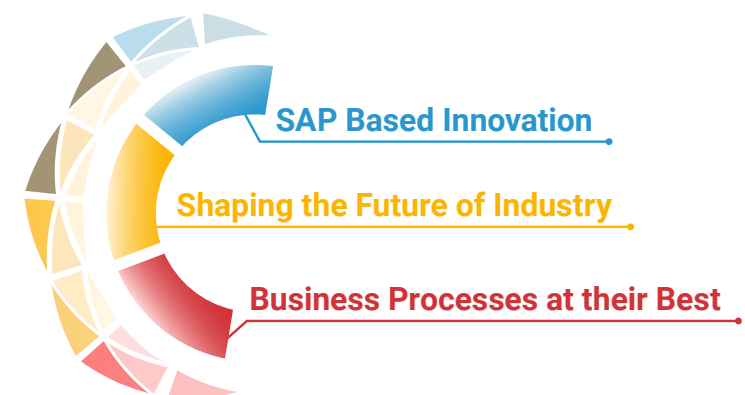 SAP Based Innovation
Shaping the Future of Industry
Business Processes at their Best